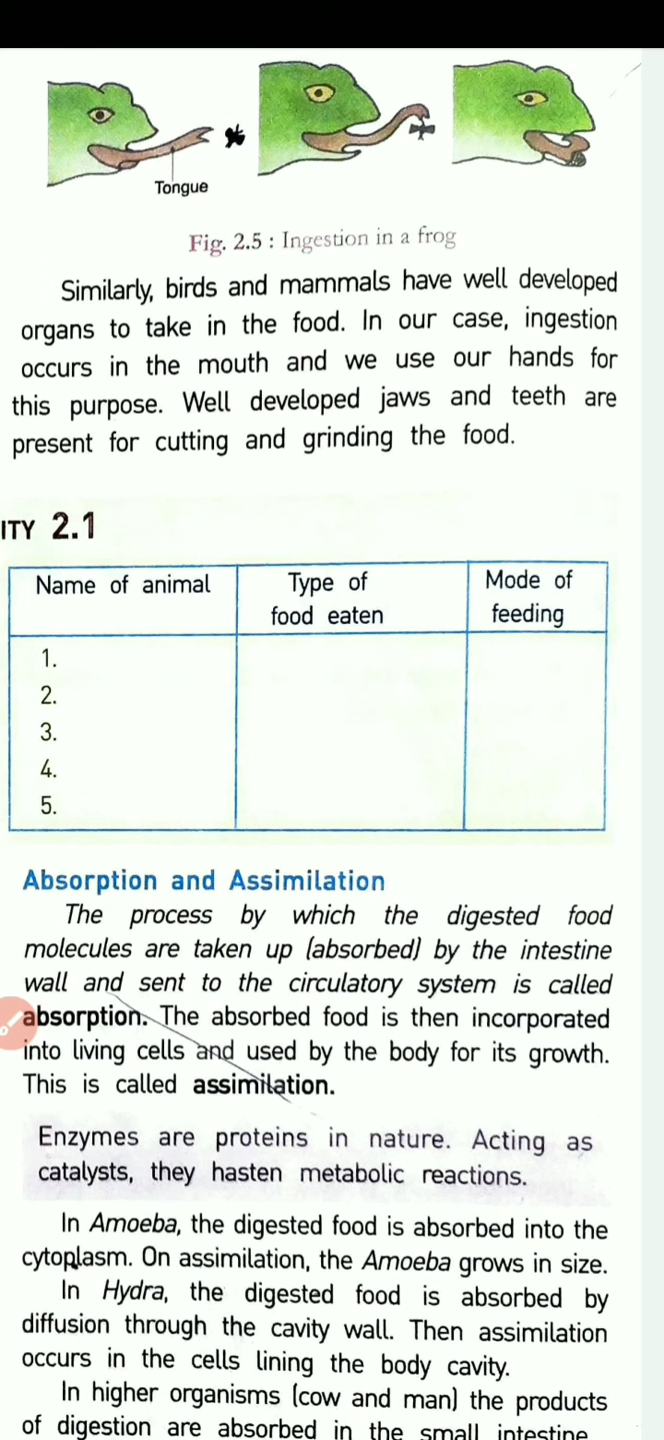 Tongue
Fig. 2.5 : Ingestion in a frog
Similarly, birds and mammals have well developed
organs to take in the food. In our case, ingestion
occurs in the mouth and we use our hands for
this purpose. Well developed jaws and teeth are
present for cutting and grinding the food.
ITY 2.1
Name of animal
Type of
food eaten
Mode of
feeding
1.
2.
3.
4.
5.
Absorption and Assimilation
The process by which the digested food
molecules are taken up (absorbed) by the intestine
wall and sent to the circulatory system is called
absorption. The absorbed food is then incorporated
into living cells and used by the body for its growth.
This is called assimilation.
Enzymes are proteins in nature. Acting as
catalysts, they hasten metabolic reactions.
In Amoeba, the digested food is absorbed into the
cytoplasm. On assimilation, the Amoeba grows in size.
In Hydra, the digested food is absorbed by
diffusion through the cavity wall. Then assimilation
occurs in the cells lining the body cavity.
In higher organisms (cow and man) the products
of digestion are absorbed in the small intestine